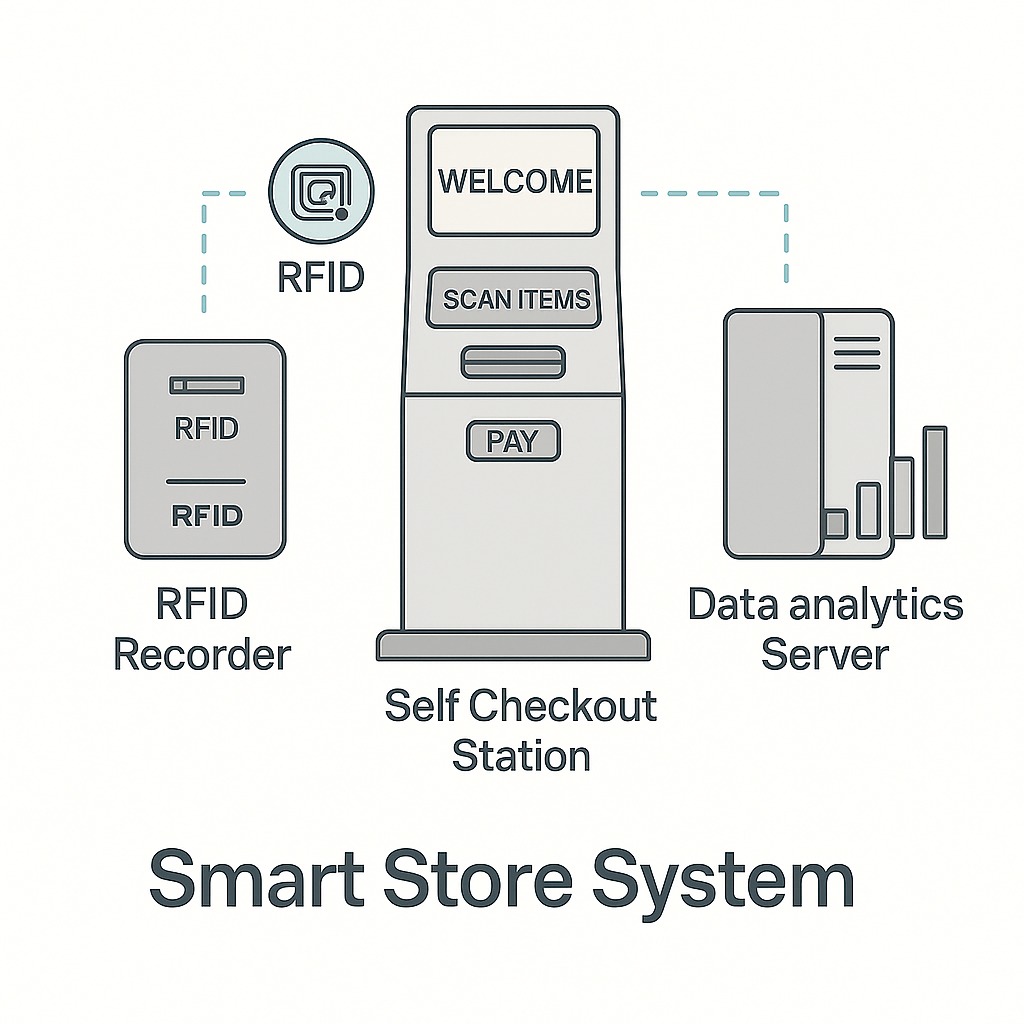 WELCOME
RFID
SCAN ITEMS
PAY
RFID
RFID
RFID
Recorder
Self Checkout
Station
Data analytics
Server
Smart Store System